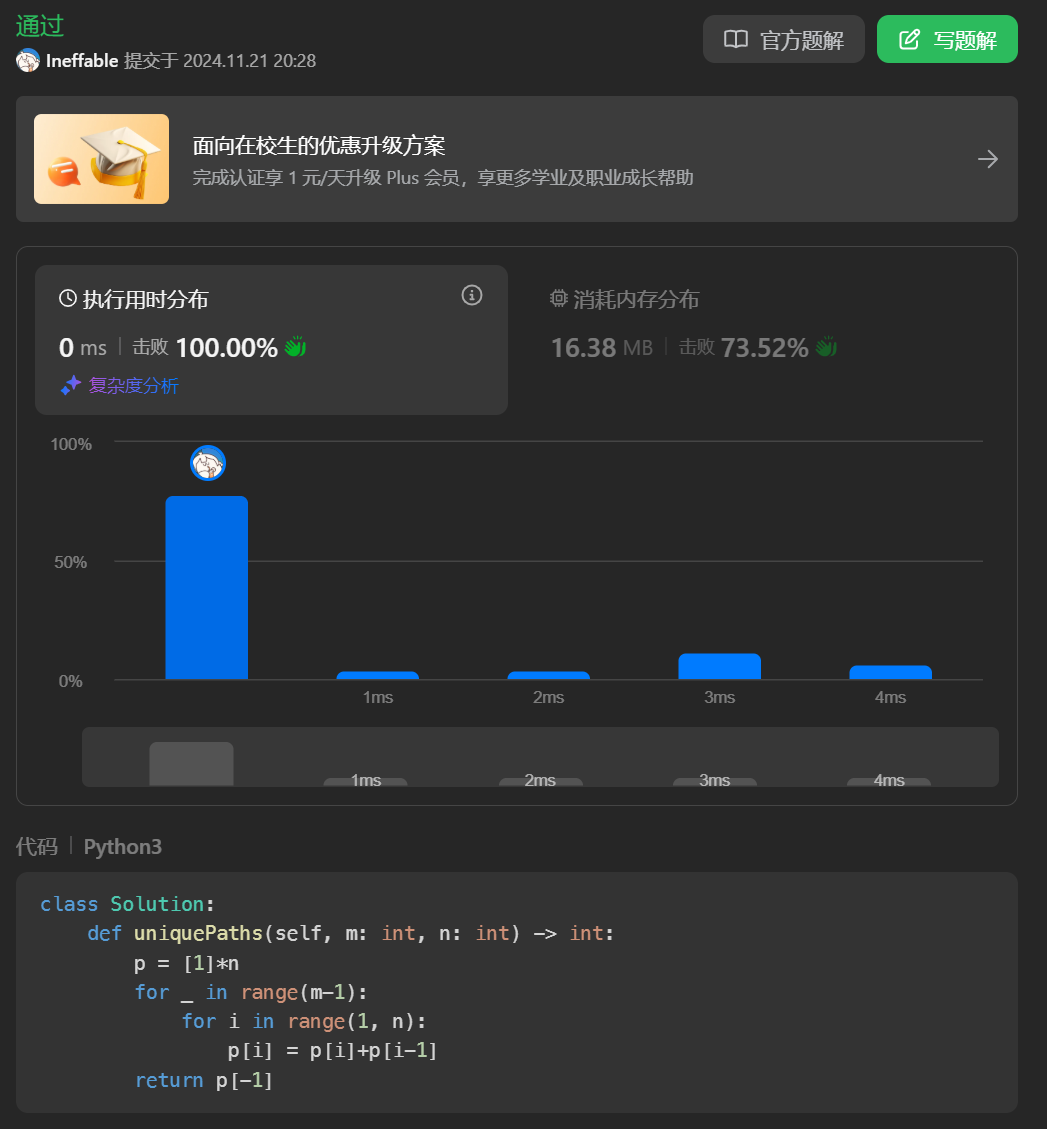 通过
Ineffable 提交于 2024.11.21 20:28
官方题解
写题解
面向在校生的优惠升级方案
完成认证享 1 元/天升级 Plus 会员，享更多学业及职业成长帮助
执行用时分布
0 ms | 击败 100.00%
复杂度分析
消耗内存分布
16.38 MB | 击败 73.52%
100%
50%
0%
1ms 2ms 3ms 4ms
1ms 2ms 3ms 4ms
代码 | Python3
class Solution:
    def uniquePaths(self, m: int, n: int) -> int:
        p = [1]*n
        for _ in range(m-1):
            for i in range(1, n):
                p[i] = p[i]+p[i-1]
        return p[-1]